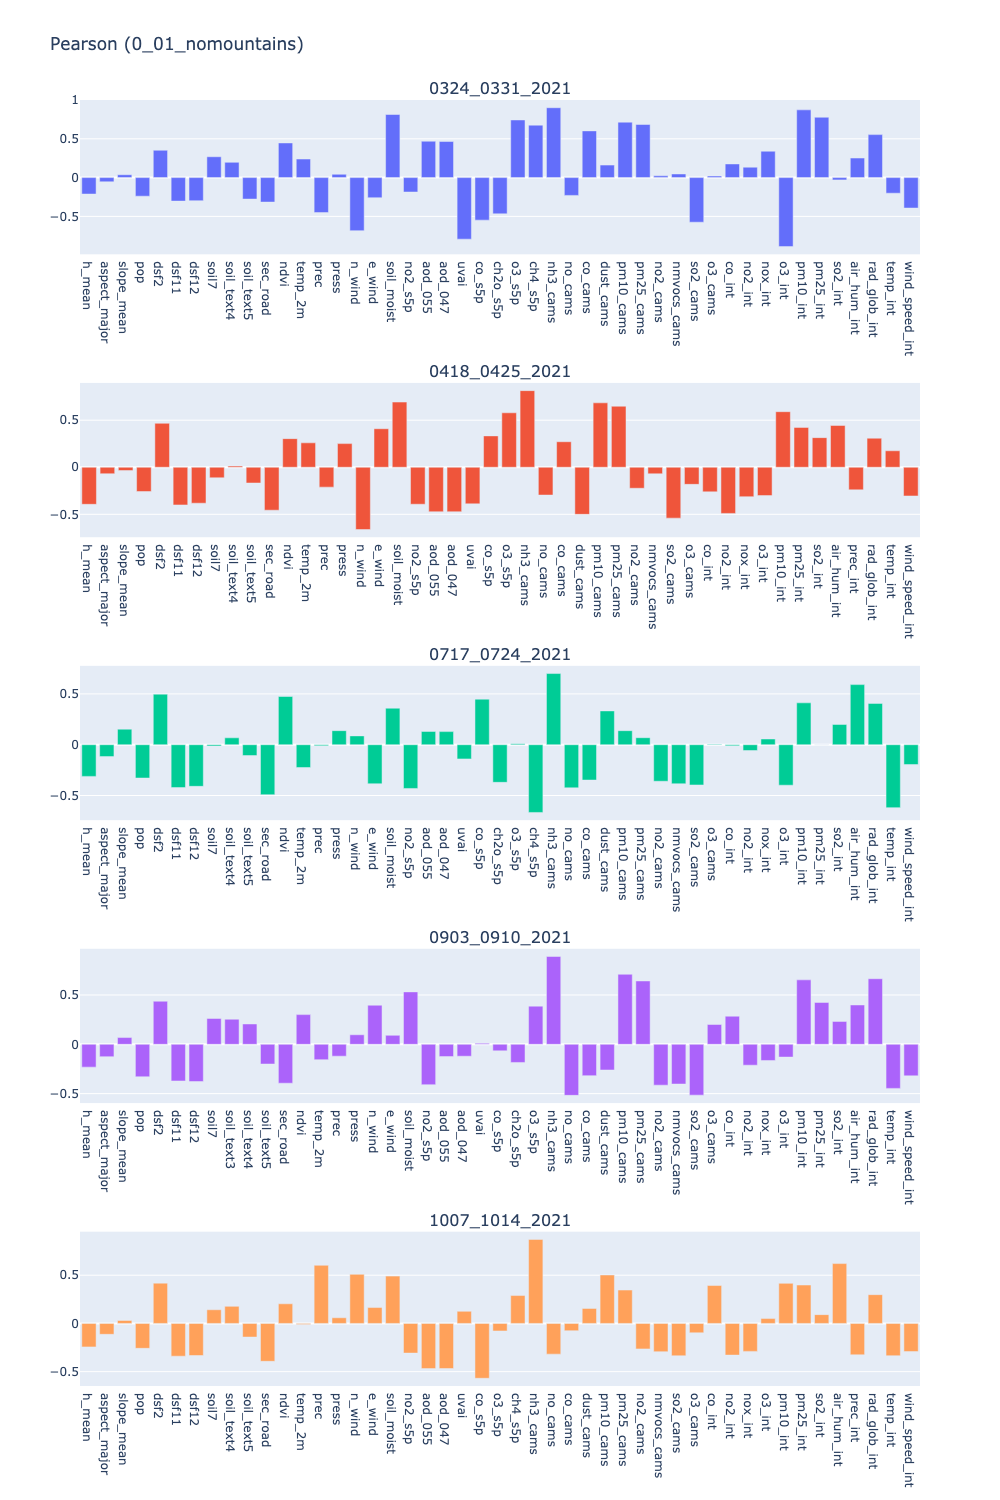 Pearson (0_01_nomountains)
0324_0331_2021
1
0.5
0
−0.5
h_mean
aspect_major
slope_mean
pop
dsf2
dsf11
dsf12
soil7
soil_text4
soil_text5
sec_road
ndvi
temp_2m
prec
press
n_wind
e_wind
soil_moist
no2_s5p
aod_055
aod_047
uvai
co_s5p
ch2o_s5p
o3_s5p
ch4_s5p
nh3_cams
no_cams
co_cams
dust_cams
pm10_cams
pm25_cams
no2_cams
nmvocs_cams
so2_cams
o3_cams
co_int
no2_int
nox_int
o3_int
pm10_int
pm25_int
so2_int
air_hum_int
rad_glob_int
temp_int
wind_speed_int
0418_0425_2021
0.5
0
−0.5
h_mean
aspect_major
slope_mean
pop
dsf2
dsf11
dsf12
soil7
soil_text4
soil_text5
sec_road
ndvi
temp_2m
prec
press
n_wind
e_wind
soil_moist
no2_s5p
aod_055
aod_047
uvai
co_s5p
o3_s5p
nh3_cams
no_cams
co_cams
dust_cams
pm10_cams
pm25_cams
no2_cams
nmvocs_cams
so2_cams
o3_cams
co_int
no2_int
nox_int
o3_int
pm10_int
pm25_int
so2_int
air_hum_int
prec_int
rad_glob_int
temp_int
wind_speed_int
0717_0724_2021
0.5
0
−0.5
h_mean
aspect_major
slope_mean
pop
dsf2
dsf11
dsf12
soil7
soil_text4
soil_text5
sec_road
ndvi
temp_2m
prec
press
n_wind
e_wind
soil_moist
no2_s5p
aod_055
aod_047
uvai
co_s5p
ch2o_s5p
o3_s5p
ch4_s5p
nh3_cams
no_cams
co_cams
dust_cams
pm10_cams
pm25_cams
no2_cams
nmvocs_cams
so2_cams
o3_cams
co_int
no2_int
nox_int
o3_int
pm10_int
pm25_int
so2_int
air_hum_int
rad_glob_int
temp_int
wind_speed_int
0903_0910_2021
0.5
0
−0.5
h_mean
aspect_major
slope_mean
pop
dsf2
dsf11
dsf12
soil7
soil_text3
soil_text4
soil_text5
sec_road
ndvi
temp_2m
prec
press
n_wind
e_wind
soil_moist
no2_s5p
aod_055
aod_047
uvai
co_s5p
ch2o_s5p
o3_s5p
nh3_cams
no_cams
co_cams
dust_cams
pm10_cams
pm25_cams
no2_cams
nmvocs_cams
so2_cams
o3_cams
co_int
no2_int
nox_int
o3_int
pm10_int
pm25_int
so2_int
air_hum_int
rad_glob_int
temp_int
wind_speed_int
1007_1014_2021
0.5
0
−0.5
h_mean
aspect_major
slope_mean
pop
dsf2
dsf11
dsf12
soil7
soil_text4
soil_text5
sec_road
ndvi
temp_2m
prec
press
n_wind
e_wind
soil_moist
no2_s5p
aod_055
aod_047
uvai
co_s5p
o3_s5p
ch4_s5p
nh3_cams
no_cams
co_cams
dust_cams
pm10_cams
pm25_cams
no2_cams
nmvocs_cams
so2_cams
o3_cams
co_int
no2_int
nox_int
o3_int
pm10_int
pm25_int
so2_int
air_hum_int
prec_int
rad_glob_int
temp_int
wind_speed_int